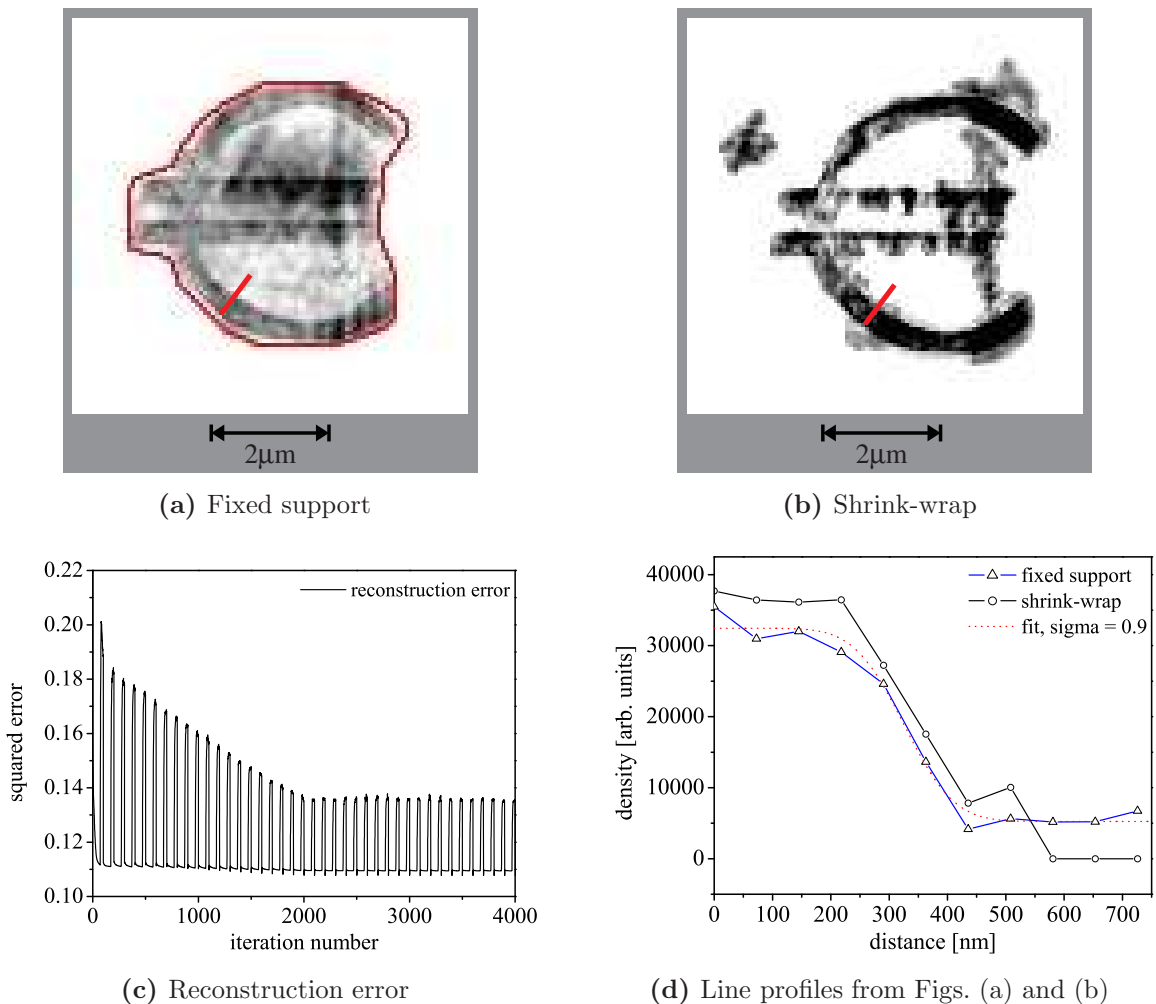 2μm
2μm
(a) Fixed support
(b) Shrink-wrap
0.22
0.20
0.18
0.16
0.14
0.12
0.10
squared error
reconstruction error
0 1000 2000 3000 4000
iteration number
(c) Reconstruction error
40000
30000
20000
10000
0
density [arb. units]
fixed support
shrink-wrap
fit, sigma = 0.9
0 100 200 300 400 500 600 700
distance [nm]
(d) Line profiles from Figs. (a) and (b)